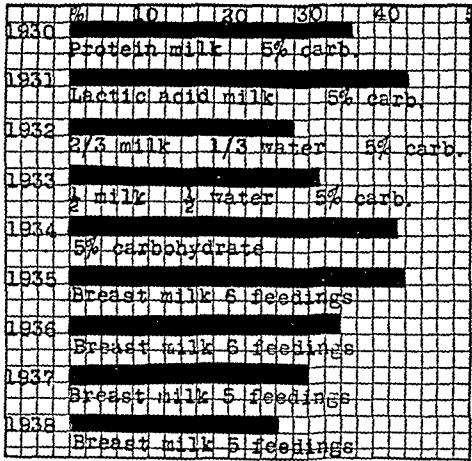 % 10 20 30 40
1930
Protein milk 5% carb.
1931
Lactic acid milk 5% carb.
1932
2/3 milk 1/3 water 5% carb.
1933
½ milk ½ water 5% carb.
1934
5% carbohydrate
1935
Breast milk 6 feedings
1936
Breast milk 6 feedings
1937
Breast milk 5 feedings
1938
Breast milk 5 feedings